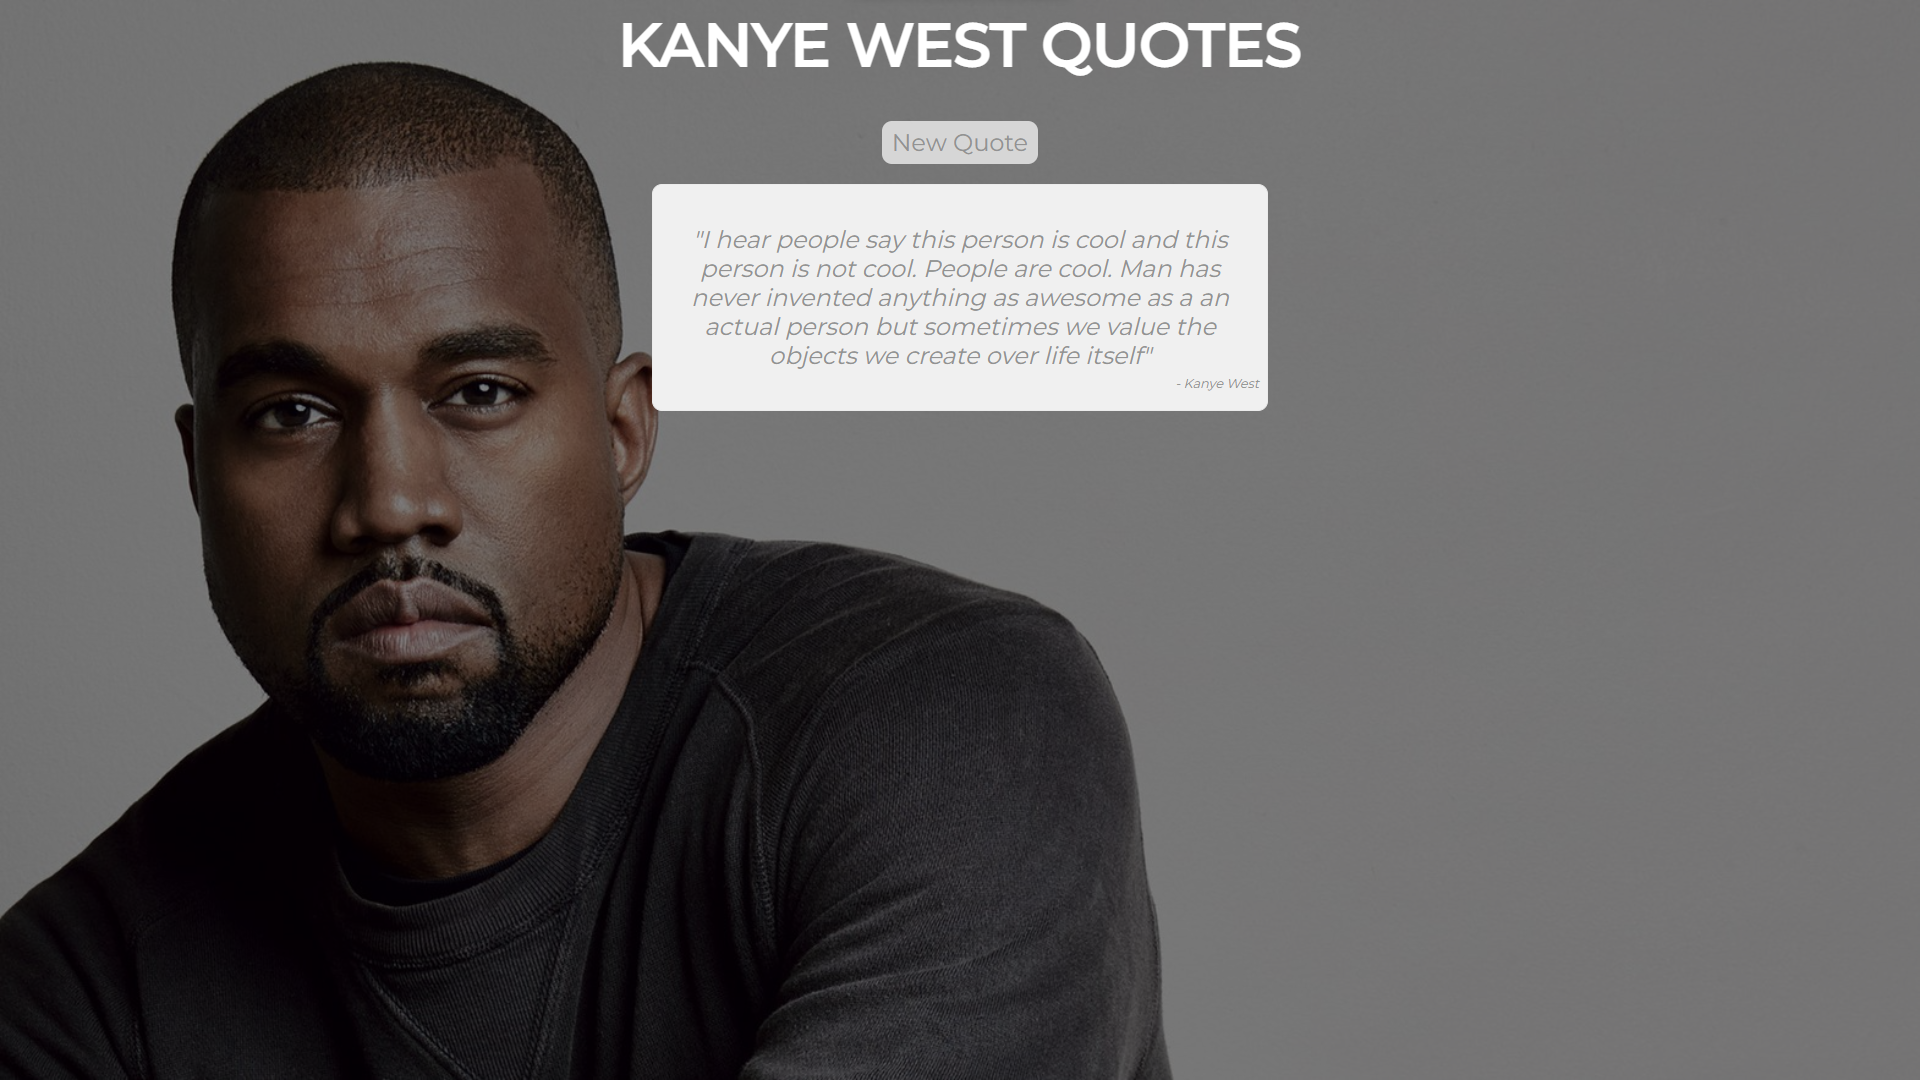 KANYE WEST QUOTES
New Quote
"I hear people say this person is cool and this
person is not cool. People are cool. Man has
never invented anything as awesome as a an
actual person but sometimes we value the
objects we create over life itself"
- Kanye West